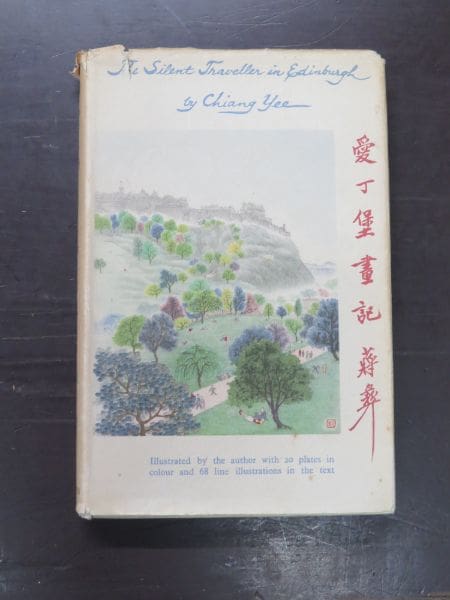 The Silent Traveller in Edinburgh
by Chiang Yee
愛丁堡畫記 蔣彝
Illustrated by the author with 20 plates in
colour and 68 line illustrations in the text